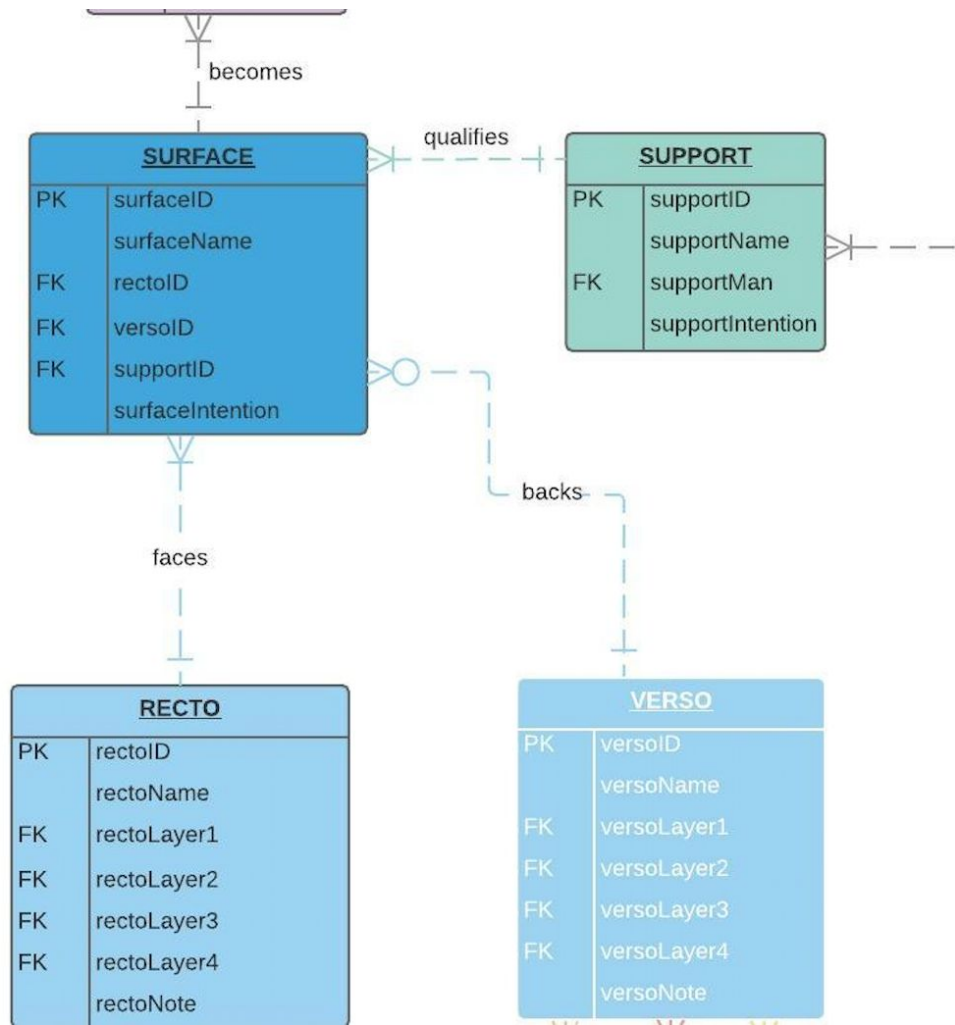 becomes
SURFACE
PK surfaceID
surfaceName
FK rectoID
FK versoID
FK supportID
surfaceIntention
qualifies
SUPPORT
PK supportID
supportName
FK supportMan
supportIntention
backs
faces
RECTO
PK rectoID
rectoName
FK rectoLayer1
FK rectoLayer2
FK rectoLayer3
FK rectoLayer4
rectoNote
VERSO
PK versoID
versoName
FK versoLayer1
FK versoLayer2
FK versoLayer3
FK versoLayer4
versoNote